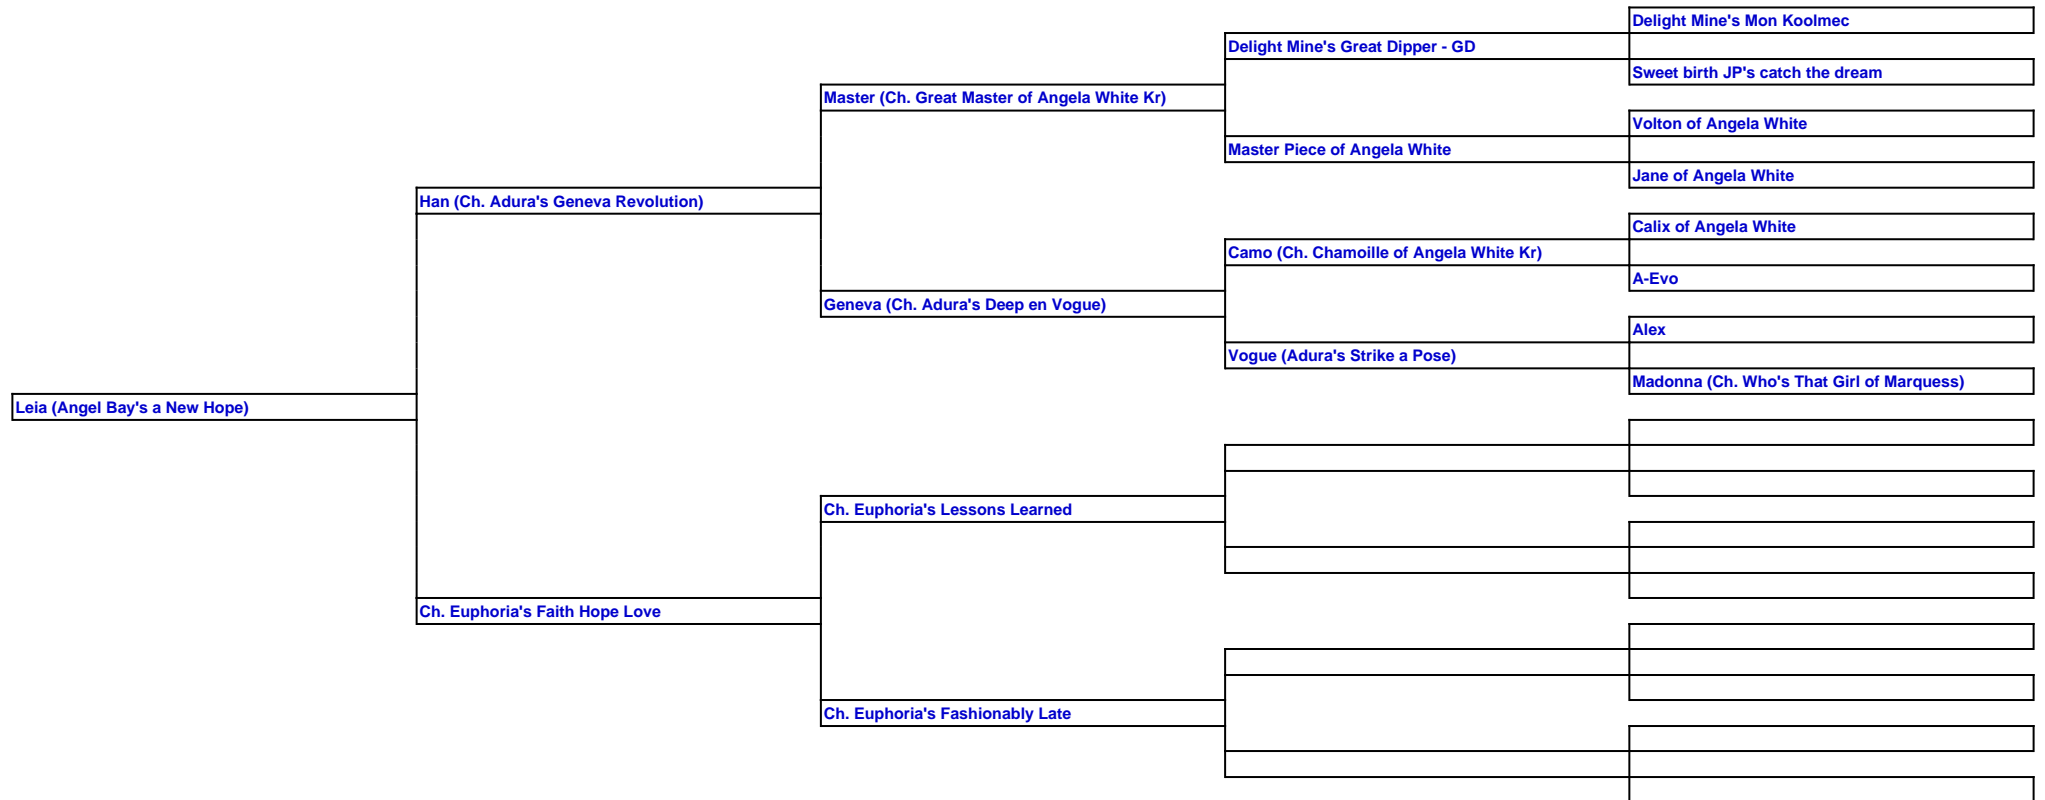 Delight Mine's Mon Koolmec
Delight Mine's Great Dipper - GD
Sweet birth JP's catch the dream
Master (Ch. Great Master of Angela White Kr)
Volton of Angela White
Master Piece of Angela White
Jane of Angela White
Han (Ch. Adura's Geneva Revolution)
Calix of Angela White
Camo (Ch. Chamoille of Angela White Kr)
A-Evo
Geneva (Ch. Adura's Deep en Vogue)
Alex
Vogue (Adura's Strike a Pose)
Madonna (Ch. Who's That Girl of Marquess)
Leia (Angel Bay's a New Hope)
Ch. Euphoria's Lessons Learned
Ch. Euphoria's Faith Hope Love
Ch. Euphoria's Fashionably Late